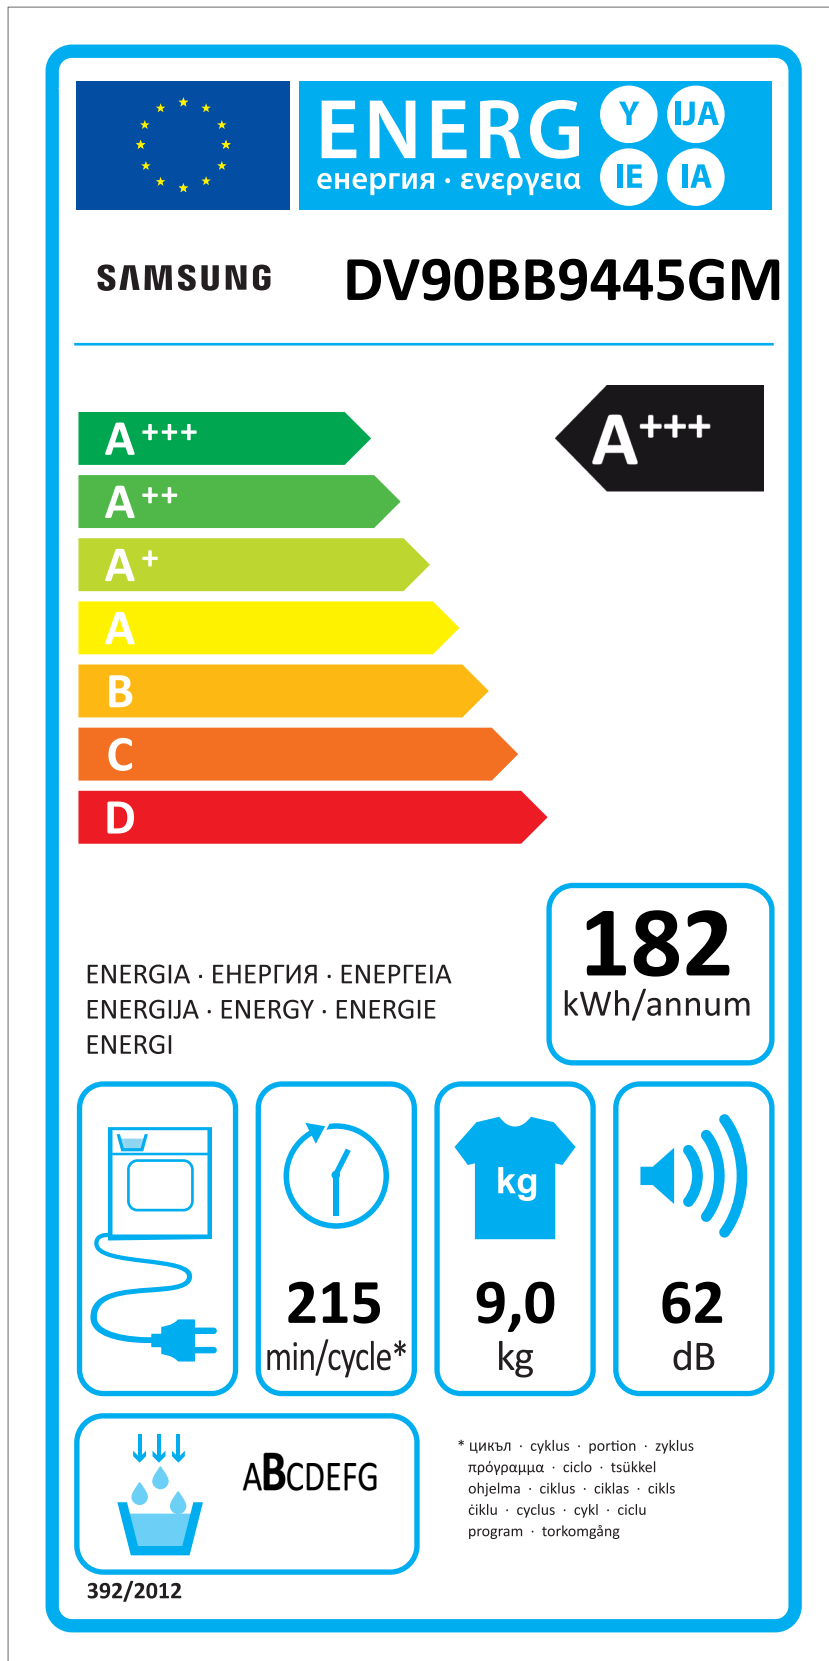 ENERG Y IJA
енергия · ενεργεια IE IA
SAMSUNG DV90BB9445GM
A+++ A+++
A++
A+
A
B
C
D
182
kWh/annum
ENERGIA · ЕНЕРГИЯ · ΕΝΕΡΓΕΙΑ
ENERGIJA · ENERGY · ENERGIE
ENERGI
kg
215 9,0 62
min/cycle* kg dB
ABCDEFG
* цикъл · cyklus · portion · zyklus
πρόγραμμα · ciclo · tsükkel
ohjelma · ciklus · ciklas · cikls
ċiklu · cyclus · cykl · ciclu
program · torkomgång
392/2012